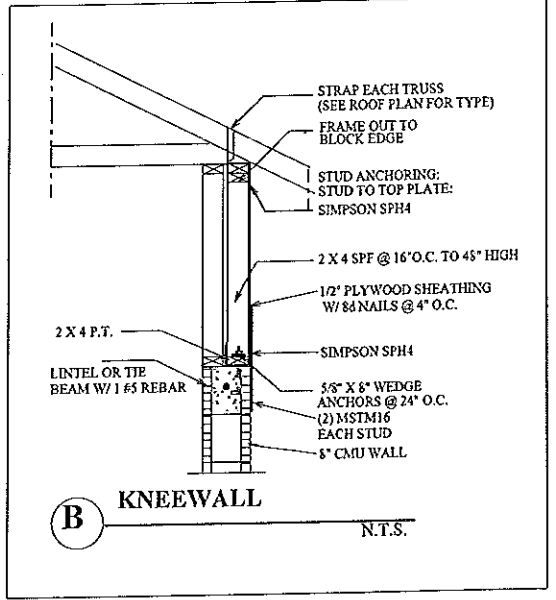 STRAP EACH TRUSS
(SEE ROOF PLAN FOR TYPE)
FRAME OUT TO
BLOCK EDGE
STUD ANCHORING:
STUD TO TOP PLATE:
SIMPSON SPH4
2 X 4 SPF @ 16"O.C. TO 48" HIGH
1/2" PLYWOOD SHEATHING
W/ 8d NAILS @ 4" O.C.
2 X 4 P.T.
SIMPSON SPH4
LINTEL OR TIE
BEAM W/ 1 #5 REBAR
5/8" X 8" WEDGE
ANCHORS @ 24" O.C.
(2) MSTM16
EACH STUD
8" CMU WALL
B
KNEEWALL
N.T.S.